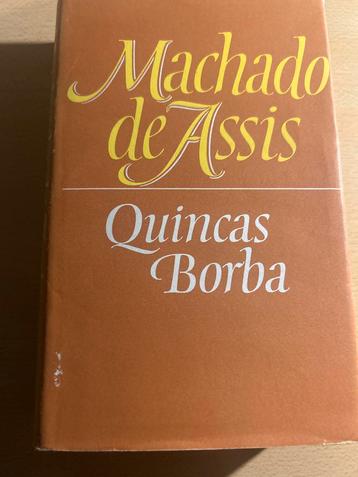 Machado
de Assis
Quincas
Borba